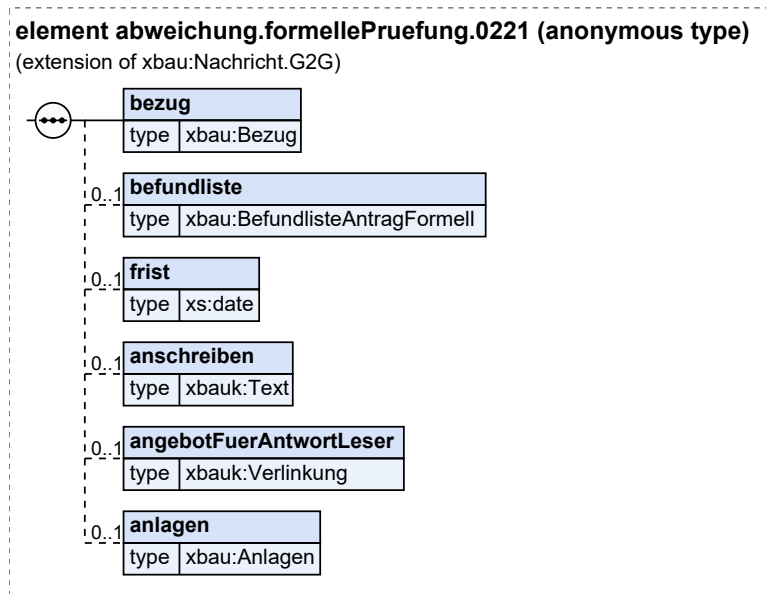 element abweichung.formellePruefung.0221 (anonymous type)
(extension of xbau:Nachricht.G2G)
bezug
type xbau:Bezug
0..1
befundliste
type xbau:BefundlisteAntragFormell
0..1
frist
type xs:date
0..1
anschreiben
type xbauk:Text
0..1
angebotFuerAntwortLeser
type xbauk:Verlinkung
0..1
anlagen
type xbau:Anlagen